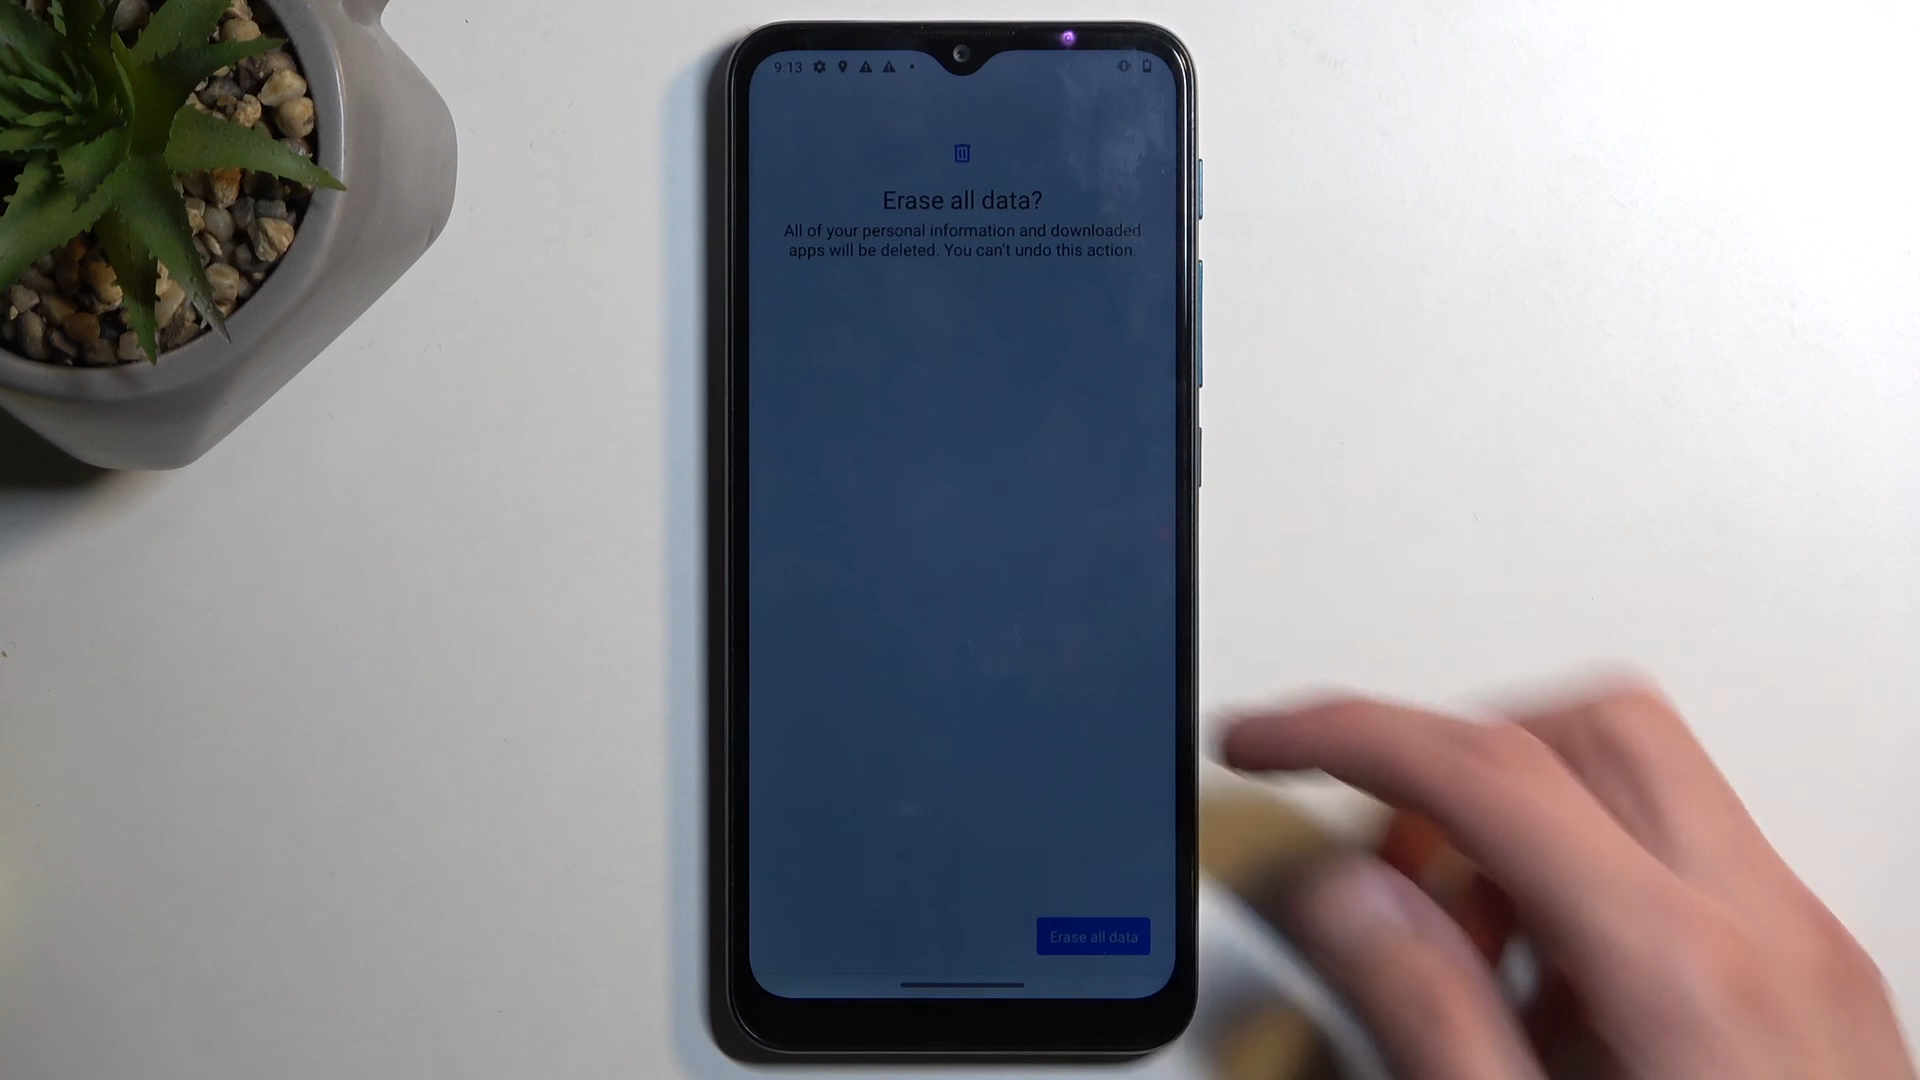 9:13
Erase all data?
All of your personal information and downloaded
apps will be deleted. You can't undo this action.
Erase all data